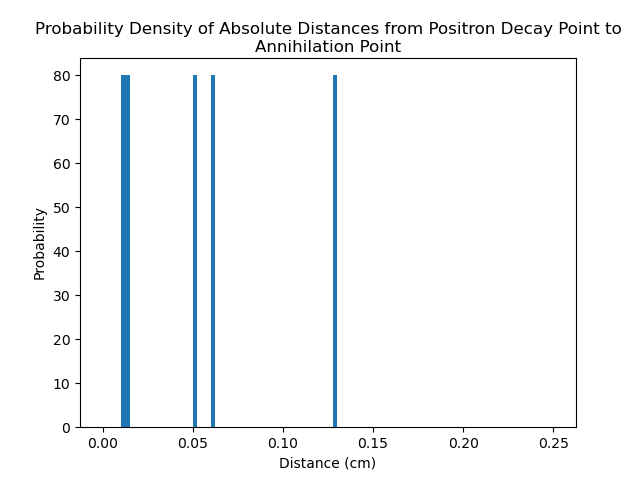 Probability Density of Absolute Distances from Positron Decay Point to
Annihilation Point
80
70
60
50
40
30
20
10
0
Probability
0.00 0.05 0.10 0.15 0.20 0.25
Distance (cm)